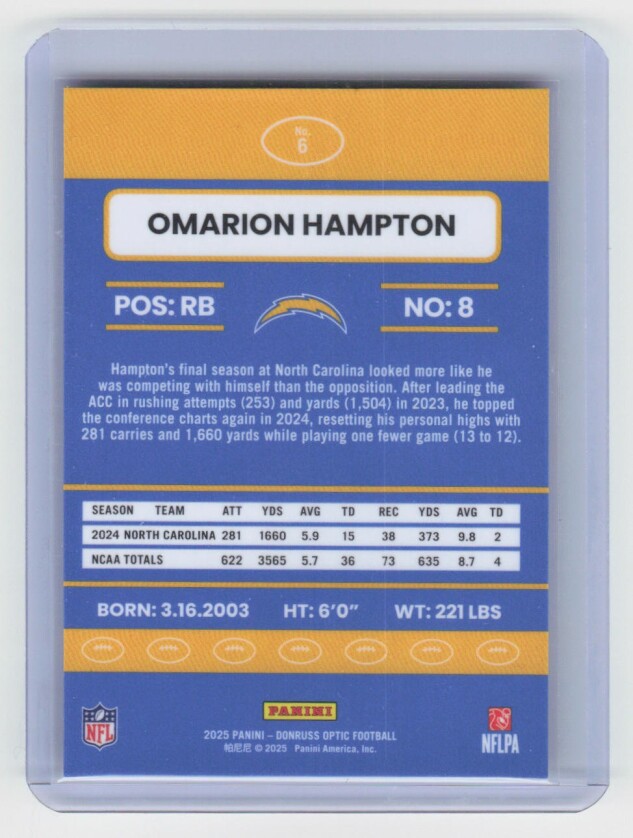 No.
6
OMARION HAMPTON
POS: RB
NO: 8
Hampton's final season at North Carolina looked more like he
was competing with himself than the opposition. After leading the
ACC in rushing attempts (253) and yards (1,504) in 2023, he topped
the conference charts again in 2024, resetting his personal highs with
281 carries and 1,660 yards while playing one fewer game (13 to 12).
SEASON TEAM ATT YDS AVG TD REC YDS AVG TD
2024 NORTH CAROLINA 281 1660 5.9 15 38 373 9.8 2
NCAA TOTALS 622 3565 5.7 36 73 635 8.7 4
BORN: 3.16.2003 HT: 6'0" WT: 221 LBS
PANINI
NFL
2025 PANINI – DONRUSS OPTIC FOOTBALL
帕尼尼 © 2025 Panini America, Inc.
NFLPA